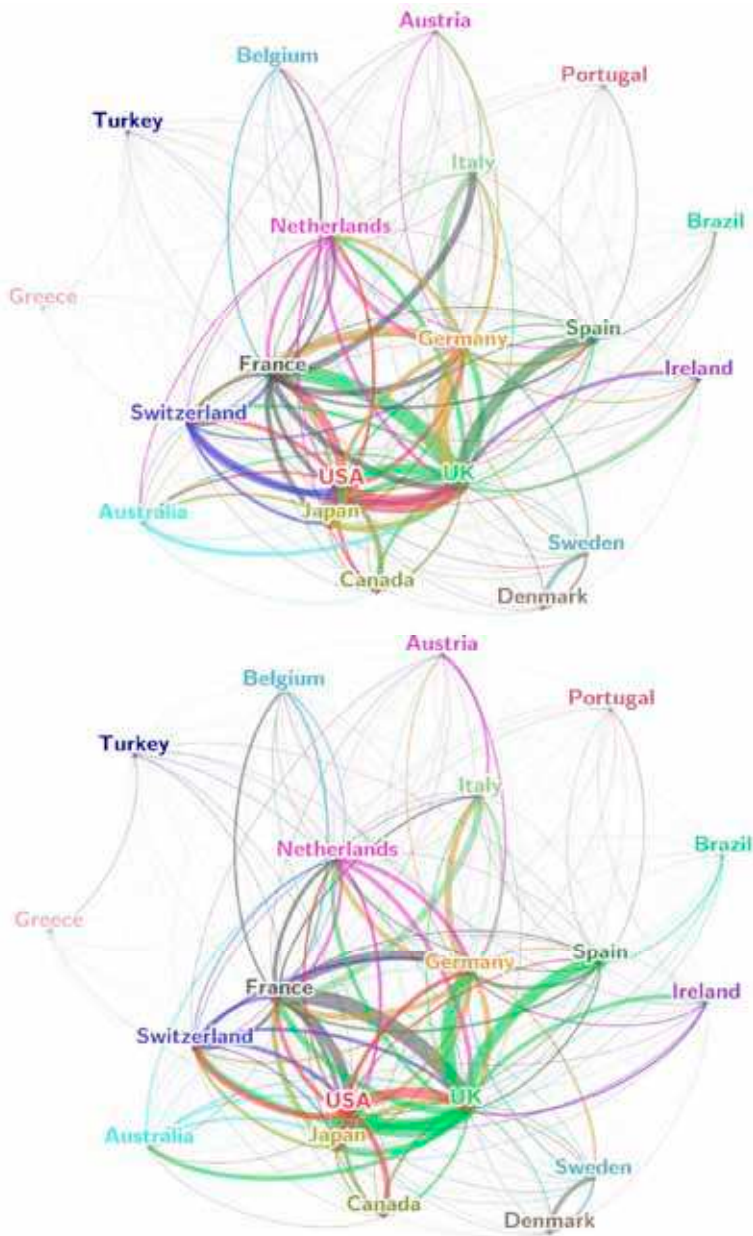 Austria
Belgium
Portugal
Turkey
Italy
Netherlands
Brazil
Greece
Spain
Germany
France
Ireland
Switzerland
USA
UK
Japan
Australia
Sweden
Canada
Denmark
Austria
Belgium
Portugal
Turkey
Italy
Brazil
Netherlands
Greece
Spain
Germany
France
Ireland
Switzerland
USA
UK
Japan
Australia
Sweden
Canada
Denmark